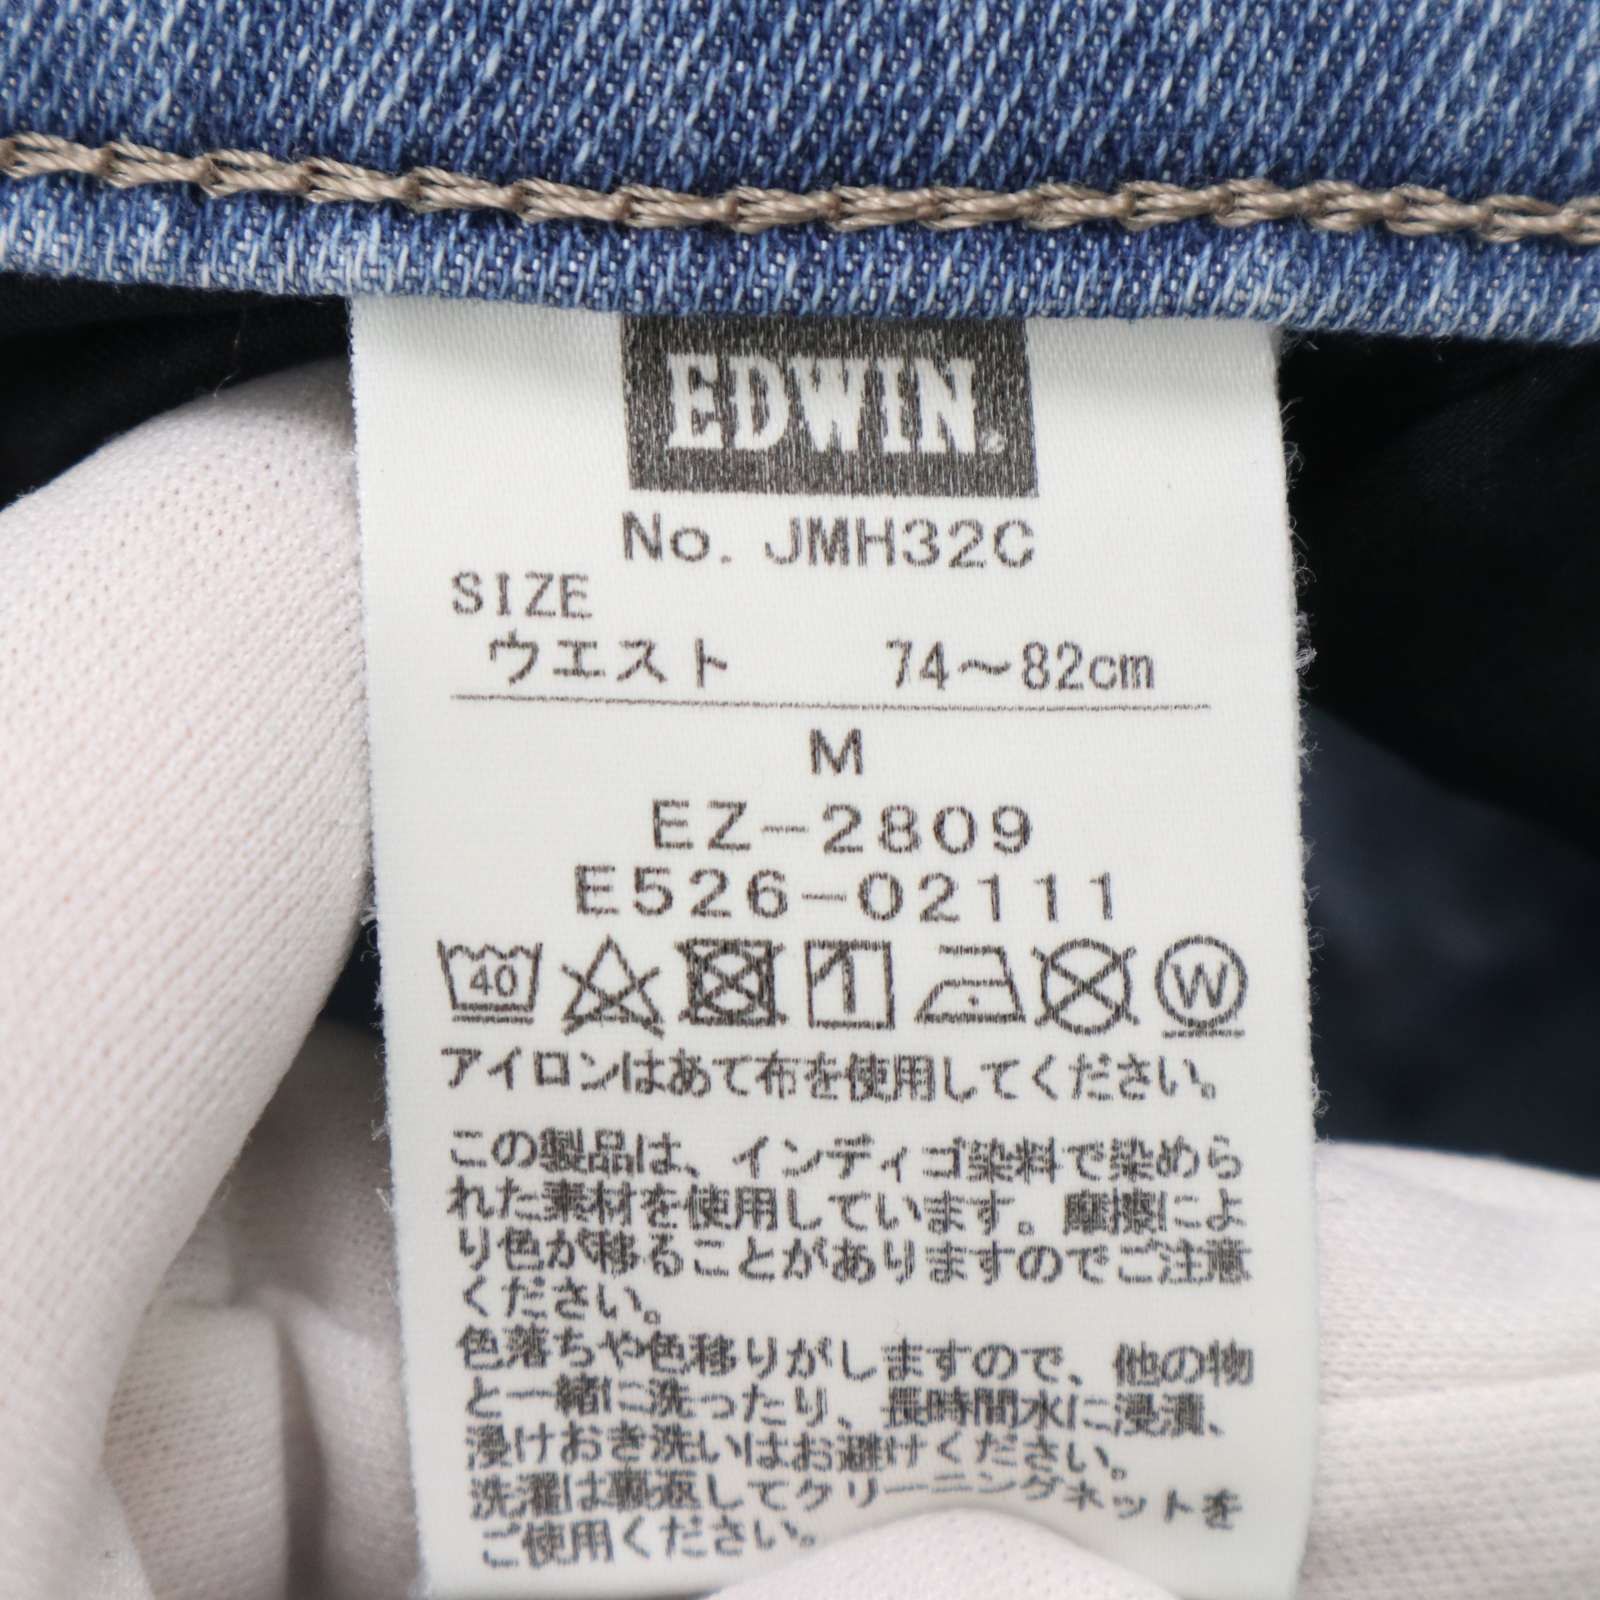 EDWIN
No. JMH32C
SIZE
ウエスト 74～82cm
M
EZ-2809
E526-02111
40 1 W
アイロンはあて布を使用してください。
この製品は、インディゴ染料で染めら
れた素材を使用しています。摩擦によ
り色が移ることがありますのでご注意
ください。
色落ちや色移りがしますので、他の物
と一緒に洗ったり、長時間水に浸漬、
浸けおき洗いはお避けください。
洗濯は裏返してクリーニングネットを
ご使用ください。